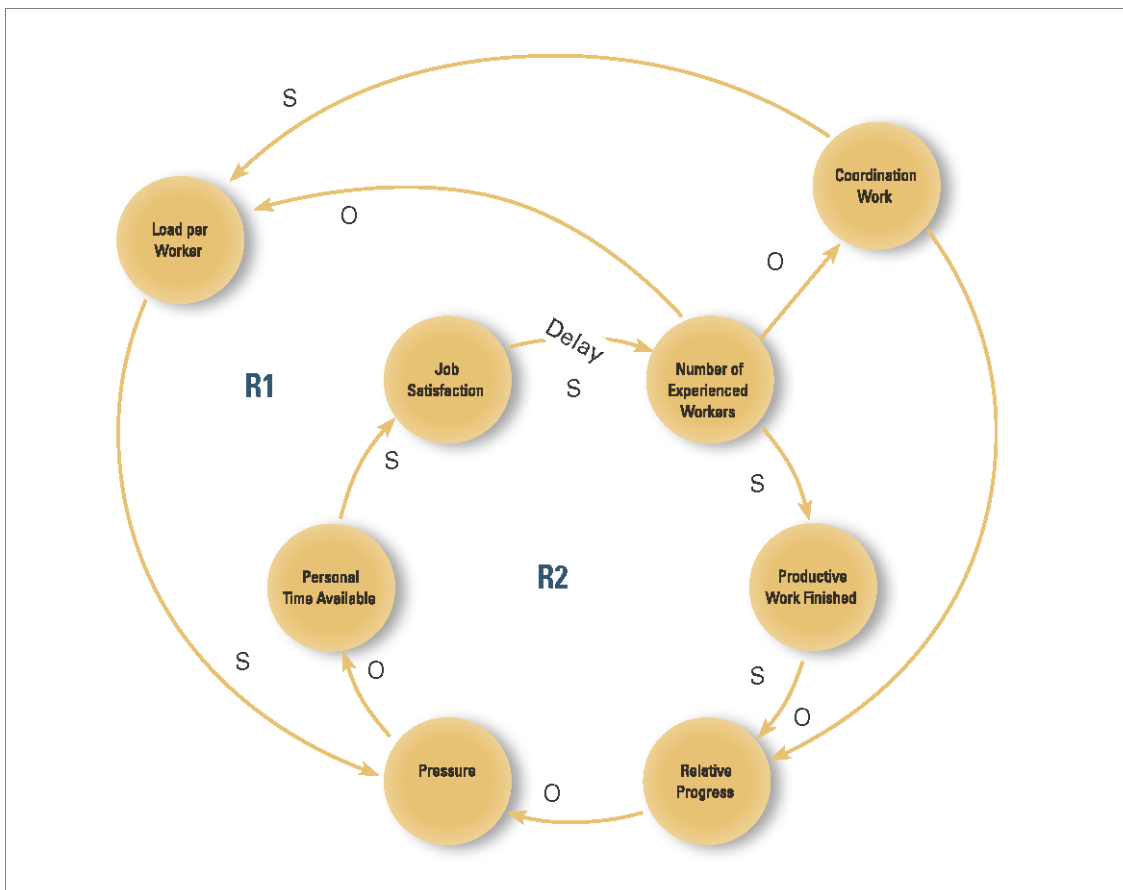 S
Coordination
Work
O
Load per
Worker
O
Delay
S
Job
Satisfaction
Number of
Experienced
Workers
R1
S
S
Personal
Time Available
R2
Productive
Work Finished
S
O
S
O
Pressure
O
Relative
Progress